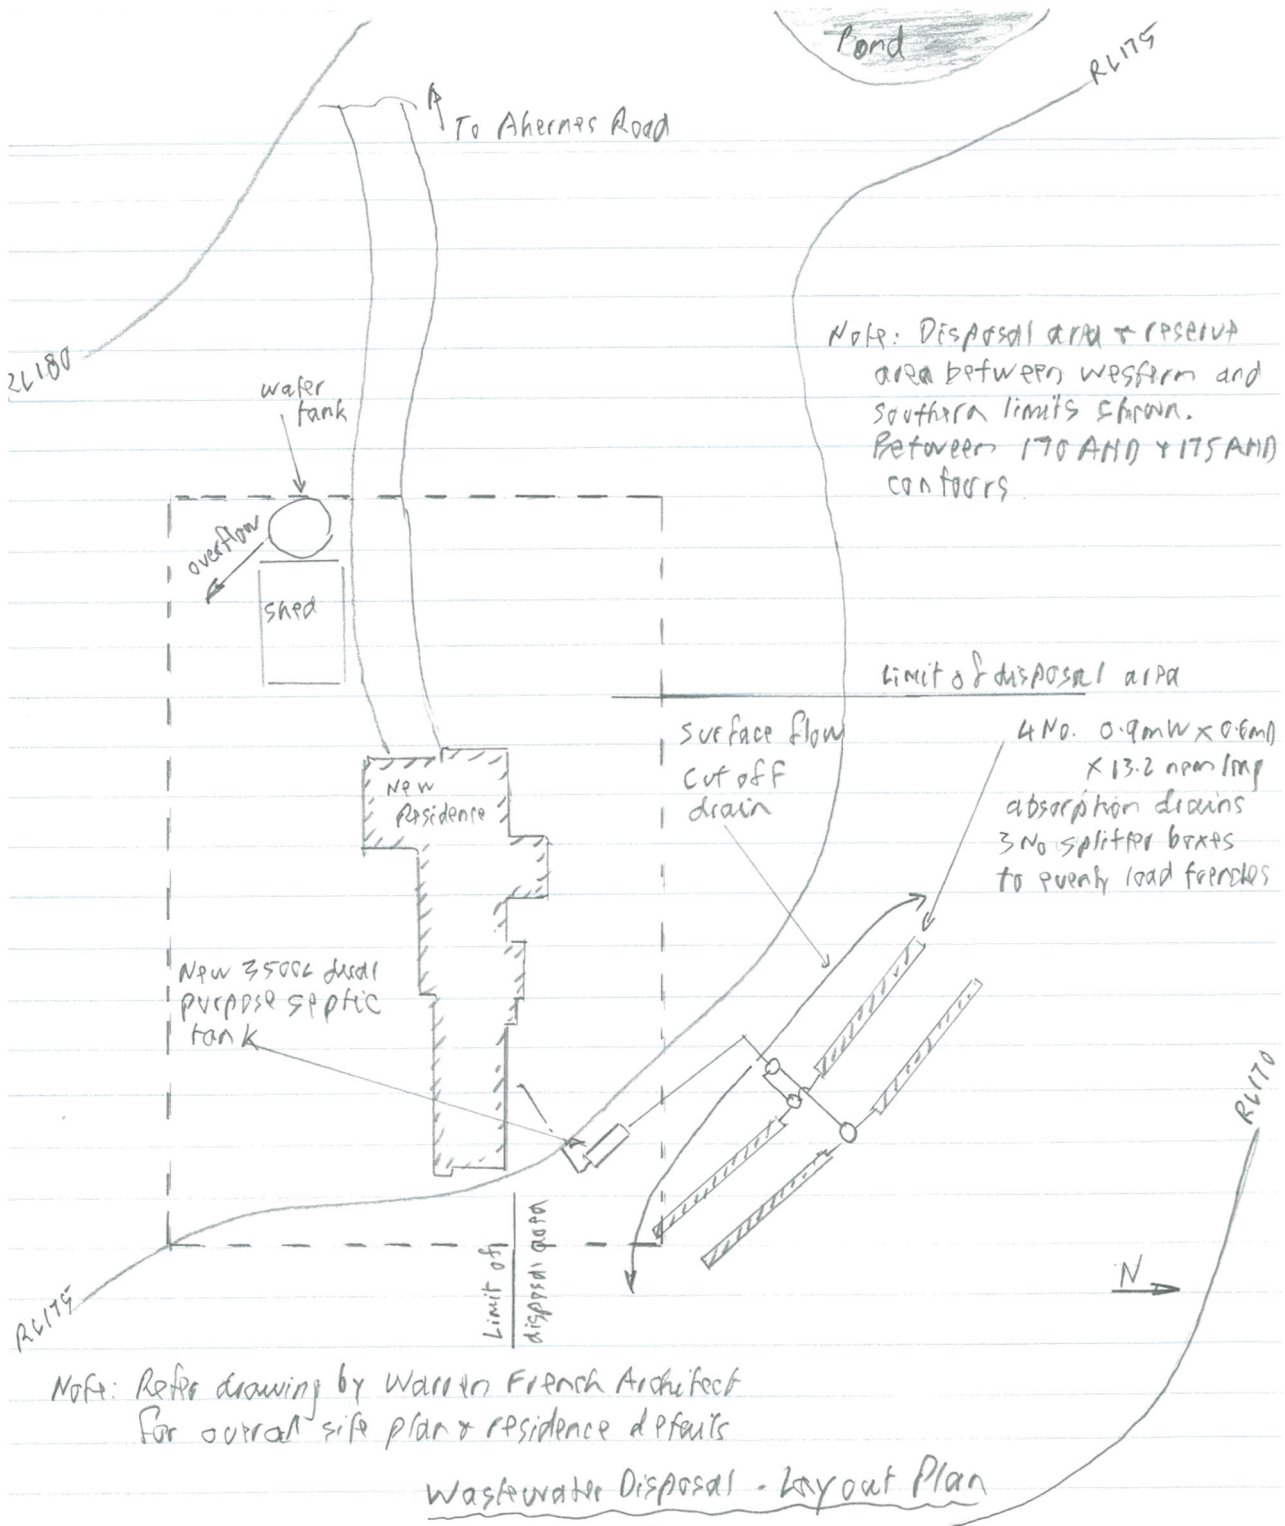 Pond
RL175
To Ahernes Road
RL180
Note: Disposal area & reserve
area between western and
southern limits shown.
Between 170 AHD & 175 AHD
contours
water
tank
overflow
shed
Limit of disposal area
surface flow
cut off
drain
4 No. 0.9mW x 0.6mD
x 13.2 long
absorption drains
3 No splitter boxes
to evenly load trenches
New
Residence
New 3500L dual
purpose septic
tank
RL170
Limit of
disposal area
N
RL175
Note: Refer drawing by Warren French Architect
for overall site plan & residence details
Wastewater Disposal - Layout Plan